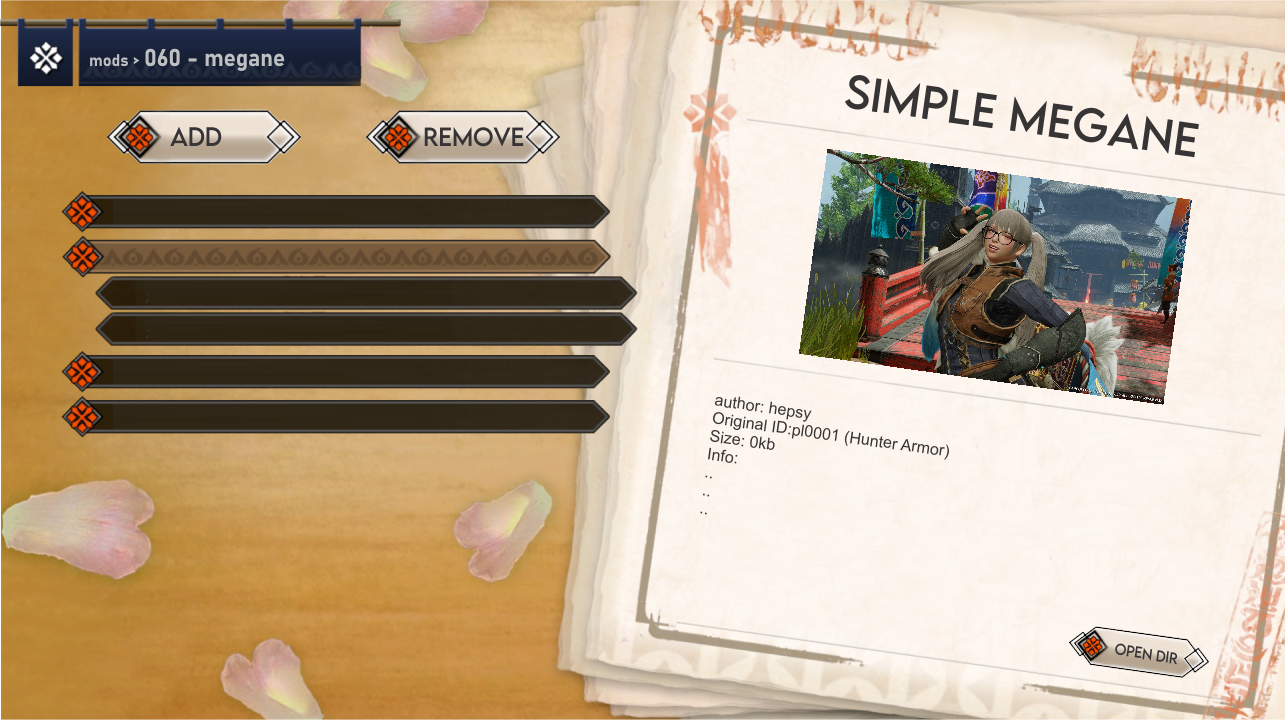 mods > 060 - megane
ADD
REMOVE
SIMPLE MEGANE
author: hepsy
Original ID:pl0001 (Hunter Armor)
Size: 0kb
Info:
..
..
..
OPEN DIR